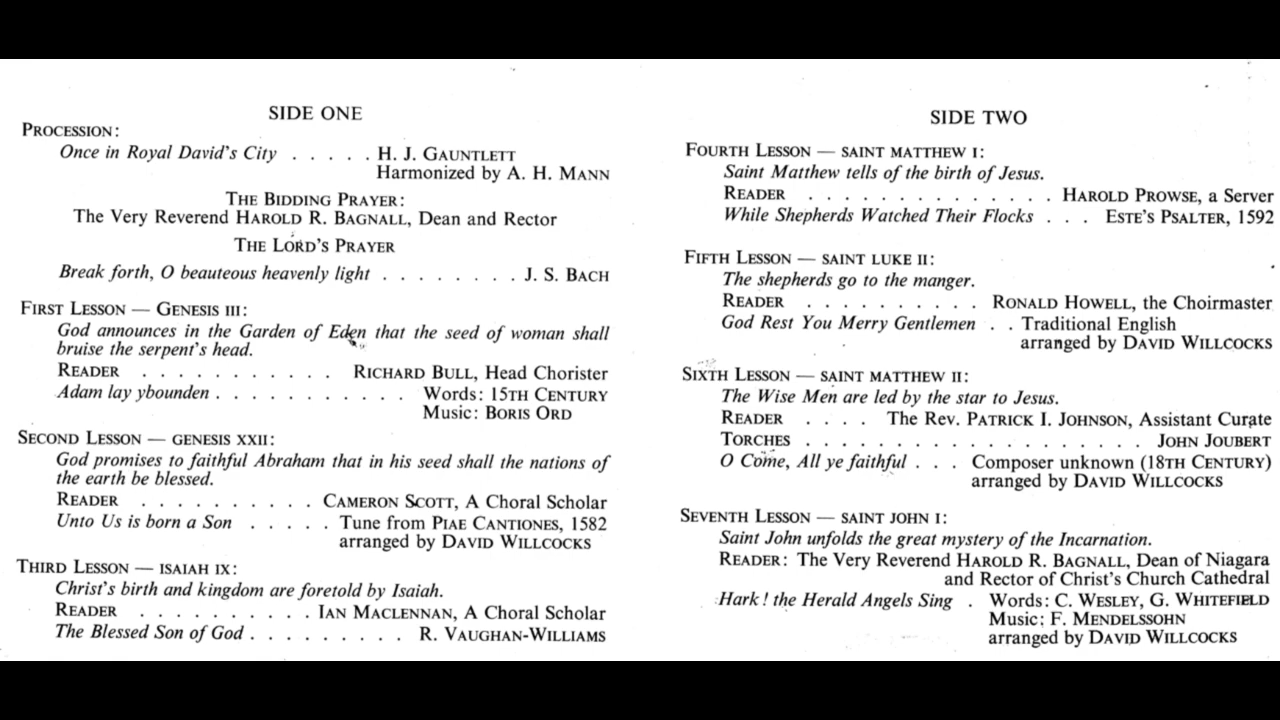 SIDE ONE
PROCESSION:
Once in Royal David's City . . . . . H. J. GAUNTLETT
Harmonized by A. H. MANN
THE BIDDING PRAYER:
The Very Reverend HAROLD R. BAGNALL, Dean and Rector
THE LORD'S PRAYER
Break forth, O beauteous heavenly light . . . . . . . . J. S. BACH
FIRST LESSON — GENESIS III:
God announces in the Garden of Eden that the seed of woman shall
bruise the serpent's head.
READER . . . . . . . . . . . RICHARD BULL, Head Chorister
Adam lay ybounden . . . . . . . . . . . Words: 15TH CENTURY
Music: BORIS ORD
SECOND LESSON — GENESIS XXII:
God promises to faithful Abraham that in his seed shall the nations of
the earth be blessed.
READER . . . . . . . . . . CAMERON SCOTT, A Choral Scholar
Unto Us is born a Son . . . . . Tune from PIAE CANTIONES, 1582
arranged by DAVID WILLCOCKS
THIRD LESSON — ISAIAH IX:
Christ's birth and kingdom are foretold by Isaiah.
READER . . . . . . . . . . IAN MACLENNAN, A Choral Scholar
The Blessed Son of God . . . . . . . . . R. VAUGHAN-WILLIAMS
SIDE TWO
FOURTH LESSON — SAINT MATTHEW I:
Saint Matthew tells of the birth of Jesus.
READER . . . . . . . . . . . . . . HAROLD PROWSE, a Server
While Shepherds Watched Their Flocks . . . ESTE'S PSALTER, 1592
FIFTH LESSON — SAINT LUKE II:
The shepherds go to the manger.
READER . . . . . . . . . . RONALD HOWELL, the Choirmaster
God Rest You Merry Gentlemen . . Traditional English
arranged by DAVID WILLCOCKS
SIXTH LESSON — SAINT MATTHEW II:
The Wise Men are led by the star to Jesus.
READER . . . . The Rev. PATRICK I. JOHNSON, Assistant Curate
TORCHES . . . . . . . . . . . . . . . . . . . . JOHN JOUBERT
O Come, All ye faithful . . . Composer unknown (18TH CENTURY)
arranged by DAVID WILLCOCKS
SEVENTH LESSON — SAINT JOHN I:
Saint John unfolds the great mystery of the Incarnation.
READER: The Very Reverend HAROLD R. BAGNALL, Dean of Niagara
and Rector of Christ's Church Cathedral
Hark! the Herald Angels Sing . Words: C. WESLEY, G. WHITEFIELD
Music: F. MENDELSSOHN
arranged by DAVID WILLCOCKS